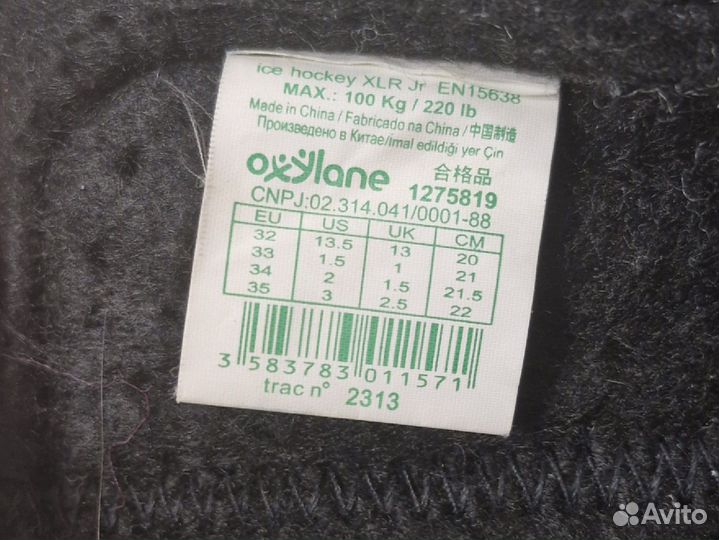 ice hockey XLR Jr EN15638
MAX.: 100 Kg / 220 lb
Made in China / Fabricado na China / 中国制造
Произведено в Китае/imal edildiği yer Çin
oxylane 合格品 1275819
CNPJ:02.314.041/0001-88
EU US UK CM
32 13.5 13 20
33 1.5 1 21
34 2 1.5 21.5
35 3 2.5 22
3 583783 011571
trac n° 2313
Avito